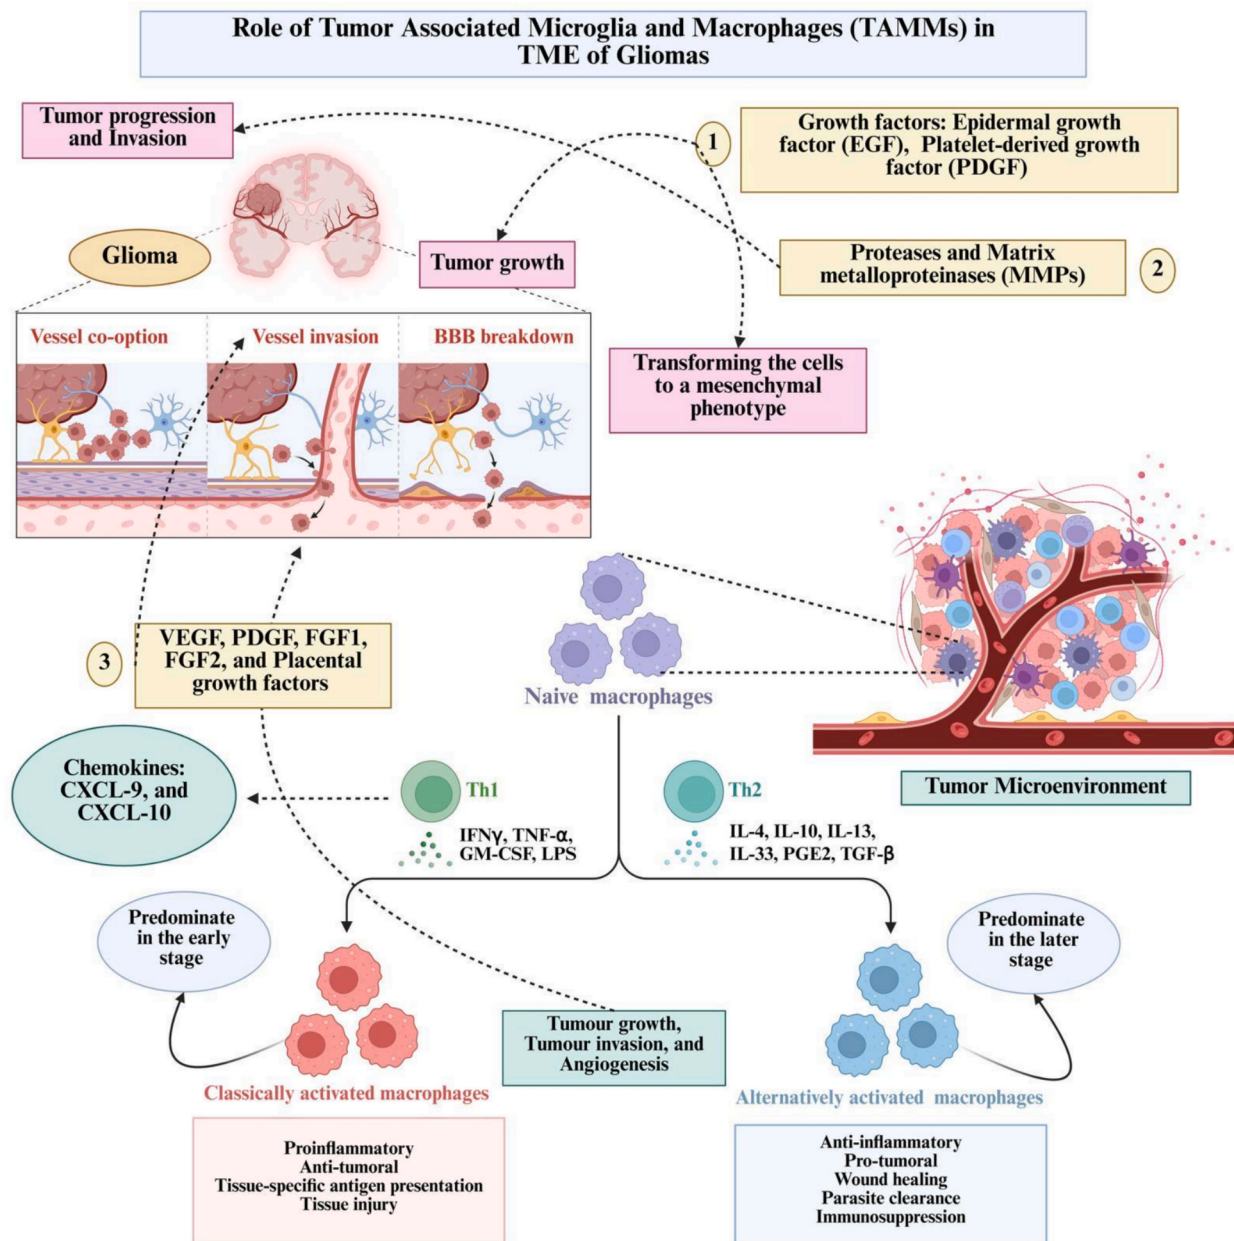 Role of Tumor Associated Microglia and Macrophages (TAMMs) in
TME of Gliomas
Tumor progression
and Invasion
1
Growth factors: Epidermal growth
factor (EGF), Platelet-derived growth
factor (PDGF)
Glioma
Tumor growth
Proteases and Matrix
metalloproteinases (MMPs)
2
Vessel co-option
Vessel invasion
BBB breakdown
Transforming the cells
to a mesenchymal
phenotype
3
VEGF, PDGF, FGF1,
FGF2, and Placental
growth factors
Naive macrophages
Tumor Microenvironment
Chemokines:
CXCL-9, and
CXCL-10
Th1
IFNγ, TNF-α,
GM-CSF, LPS
Th2
IL-4, IL-10, IL-13,
IL-33, PGE2, TGF-β
Predominate
in the early
stage
Predominate
in the later
stage
Tumour growth,
Tumour invasion, and
Angiogenesis
Classically activated macrophages
Alternatively activated macrophages
Proinflammatory
Anti-tumoral
Tissue-specific antigen presentation
Tissue injury
Anti-inflammatory
Pro-tumoral
Wound healing
Parasite clearance
Immunosuppression